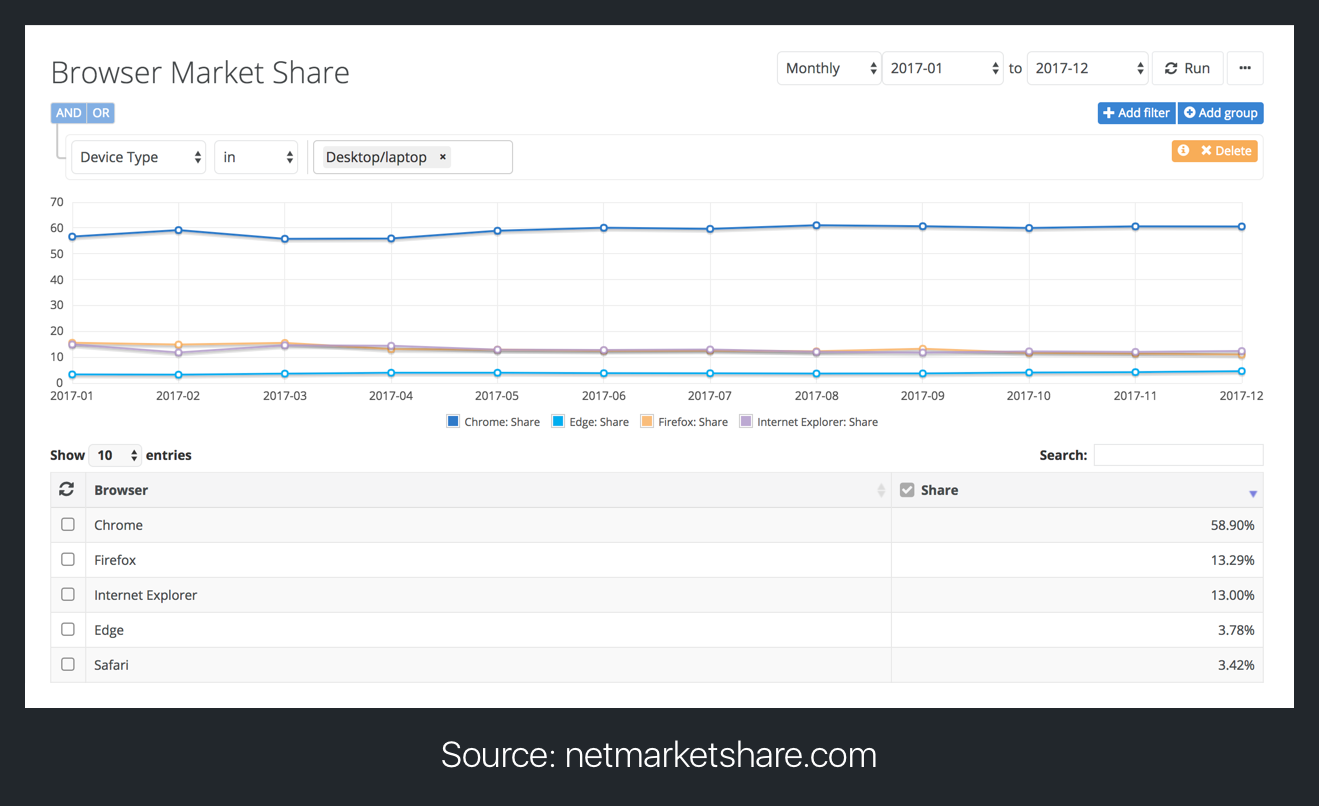 Browser Market Share
Monthly 2017-01 to 2017-12 Run ...
AND OR
+ Add filter + Add group
Device Type in Desktop/laptop ×
i × Delete
70
60
50
40
30
20
10
0
2017-01 2017-02 2017-03 2017-04 2017-05 2017-06 2017-07 2017-08 2017-09 2017-10 2017-11 2017-12
Chrome: Share Edge: Share Firefox: Share Internet Explorer: Share
Show 10 entries Search:
Browser Share
Chrome 58.90%
Firefox 13.29%
Internet Explorer 13.00%
Edge 3.78%
Safari 3.42%
Source: netmarketshare.com